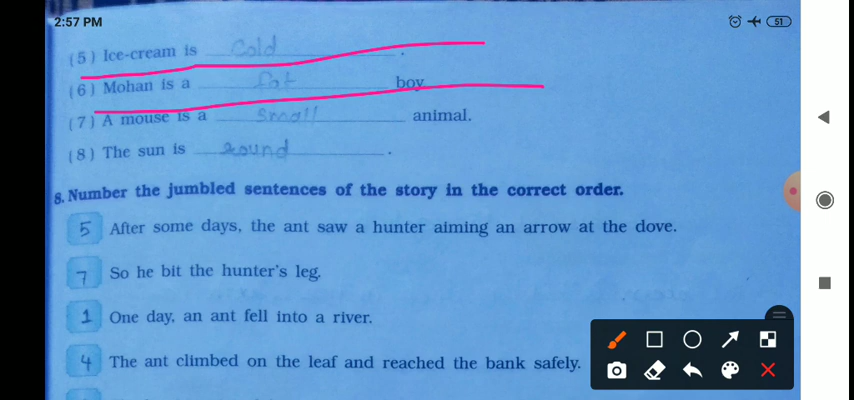 2:57 PM
51
(5) Ice-cream is Cold.
(6) Mohan is a fat boy
(7) A mouse is a small animal.
(8) The sun is round.
8. Number the jumbled sentences of the story in the correct order.
5 After some days, the ant saw a hunter aiming an arrow at the dove.
7 So he bit the hunter's leg.
1 One day, an ant fell into a river.
4 The ant climbed on the leaf and reached the bank safely.